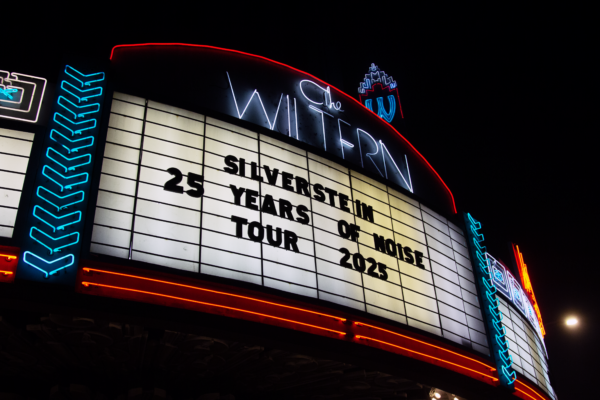 The
WILTERN
W
SILVERSTEIN
25 YEARS OF NOISE
TOUR 2025